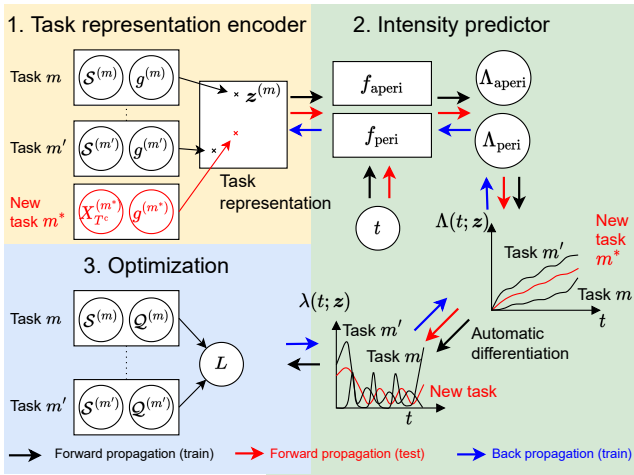 1. Task representation encoder
Task m
S^(m) g^(m)
z^(m)
Task m′
S^(m′) g^(m′)
New
task m*
X_{T^c}^(m*) g^(m*)
Task
representation
2. Intensity predictor
f_aperi
Λ_aperi
f_peri
Λ_peri
t
Λ(t; z)
Task m′
New
task
m*
Task m
t
Automatic
differentiation
λ(t; z)
Task m′
Task m
New task
t
3. Optimization
Task m
S^(m) Q^(m)
L
Task m′
S^(m′) Q^(m′)
Forward propagation (train)
Forward propagation (test)
Back propagation (train)